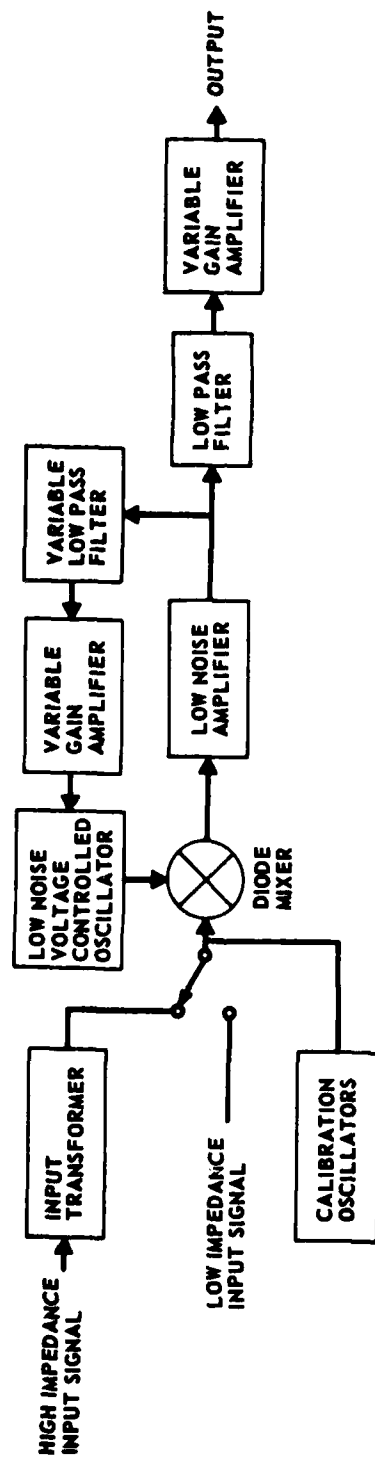 HIGH IMPEDANCE
INPUT SIGNAL
INPUT
TRANSFORMER
LOW IMPEDANCE
INPUT SIGNAL
CALIBRATION
OSCILLATORS
LOW NOISE
VOLTAGE
CONTROLLED
OSCILLATOR
DIODE
MIXER
VARIABLE
GAIN
AMPLIFIER
VARIABLE
LOW PASS
FILTER
LOW NOISE
AMPLIFIER
LOW PASS
FILTER
VARIABLE
GAIN
AMPLIFIER
OUTPUT